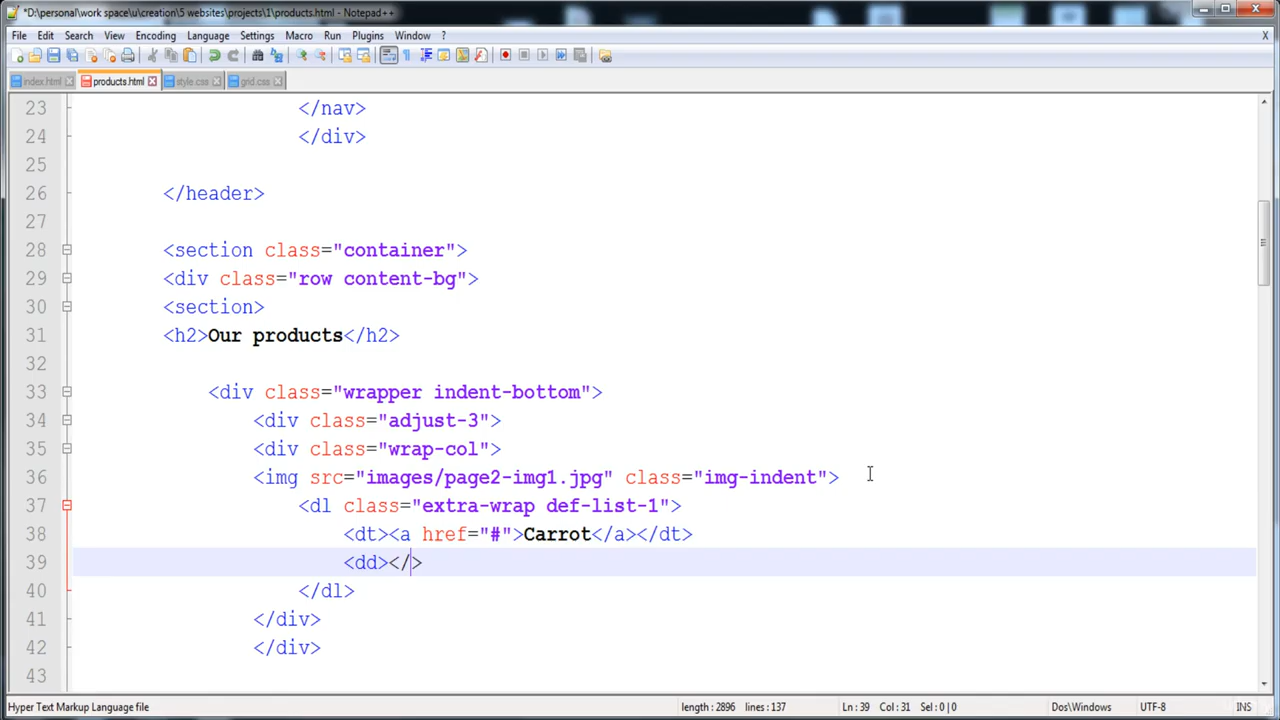 *D:\personal\work space\u\creation\5 websites\projects\1\products.html - Notepad++
File Edit Search View Encoding Language Settings Macro Run Plugins Window ? X
index.html products.html style.css grid.css
23 </nav>
24 </div>
25
26 </header>
27
28 <section class="container">
29 <div class="row content-bg">
30 <section>
31 <h2>Our products</h2>
32
33 <div class="wrapper indent-bottom">
34 <div class="adjust-3">
35 <div class="wrap-col">
36 <img src="images/page2-img1.jpg" class="img-indent">
37 <dl class="extra-wrap def-list-1">
38 <dt><a href="#">Carrot</a></dt>
39 <dd></>
40 </dl>
41 </div>
42 </div>
43
Hyper Text Markup Language file length : 2896 lines : 137 Ln : 39 Col : 31 Sel : 0 | 0 Dos\Windows UTF-8 INS